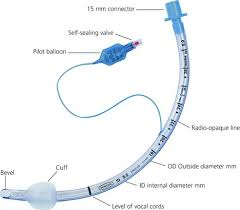 15 mm connector
Self-sealing valve
Pilot balloon
Radio-opaque line
OD Outside diameter mm
Cuff
Bevel
ID internal diameter mm
Level of vocal cords